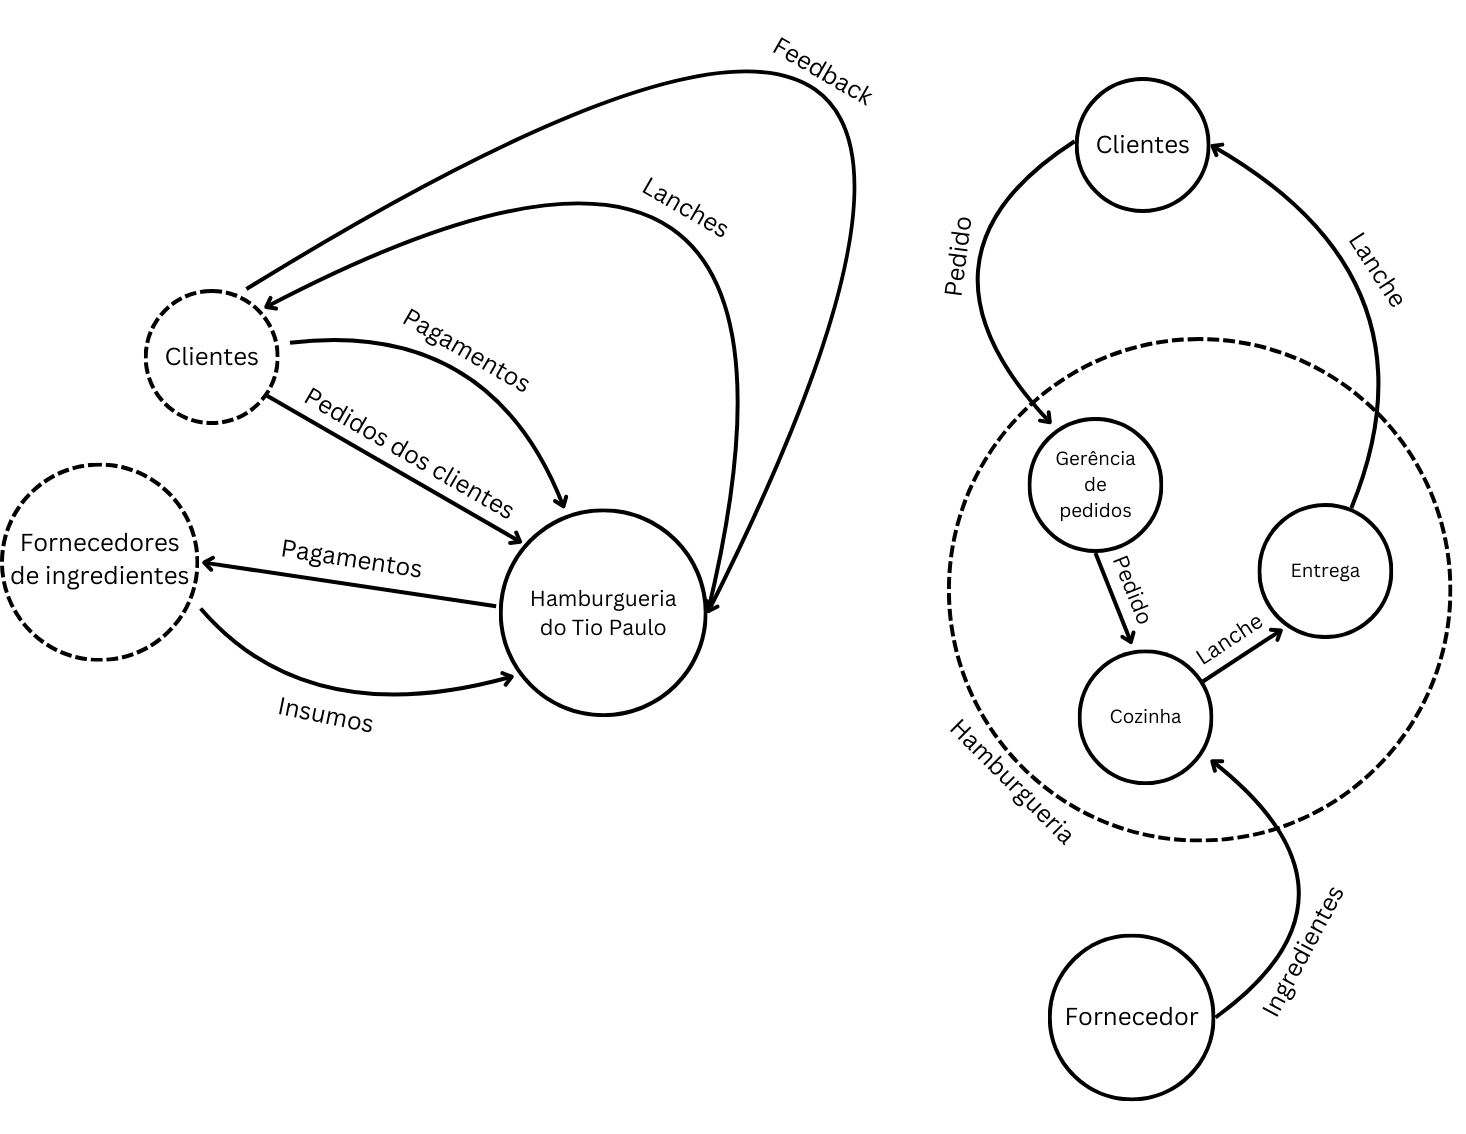 Feedback
Lanches
Pagamentos
Clientes
Pedidos dos clientes
Fornecedores
de ingredientes
Pagamentos
Hamburgueria
do Tio Paulo
Insumos
Clientes
Pedido
Lanche
Gerência
de
pedidos
Pedido
Entrega
Lanche
Cozinha
Hamburgueria
Ingredientes
Fornecedor